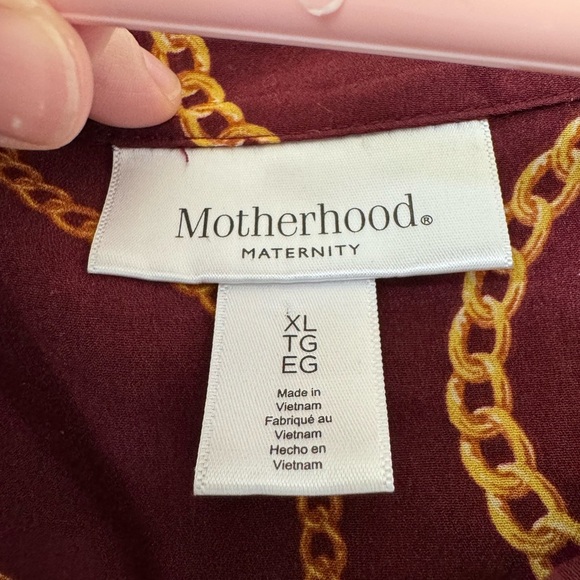 Motherhood®
MATERNITY
XL
TG
EG
Made in
Vietnam
Fabriqué au
Vietnam
Hecho en
Vietnam